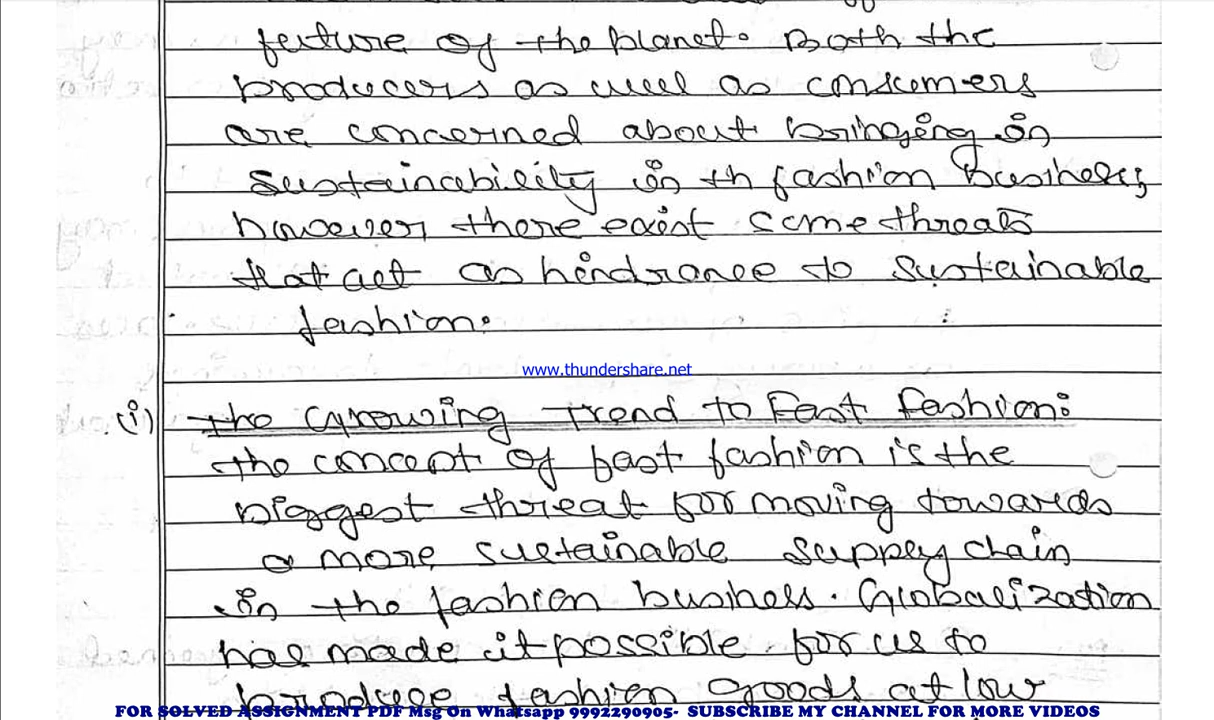 future of the planet. Both the
producers as well as consumers
are concerned about bringing in
sustainability in th fashion business,
however there exist some threats
that act as hindrance to sustainable
fashion.
www.thundershare.net
(i) The Growing Trend to Fast Fashion:
the concept of fast fashion is the
biggest threat for moving towards
a more sustainable supply chain
in the fashion business. Globalization
has made it possible for us to
produce fashion goods at low
FOR SOLVED ASSIGNMENT PDF Msg On Whatsapp 9992290905- SUBSCRIBE MY CHANNEL FOR MORE VIDEOS